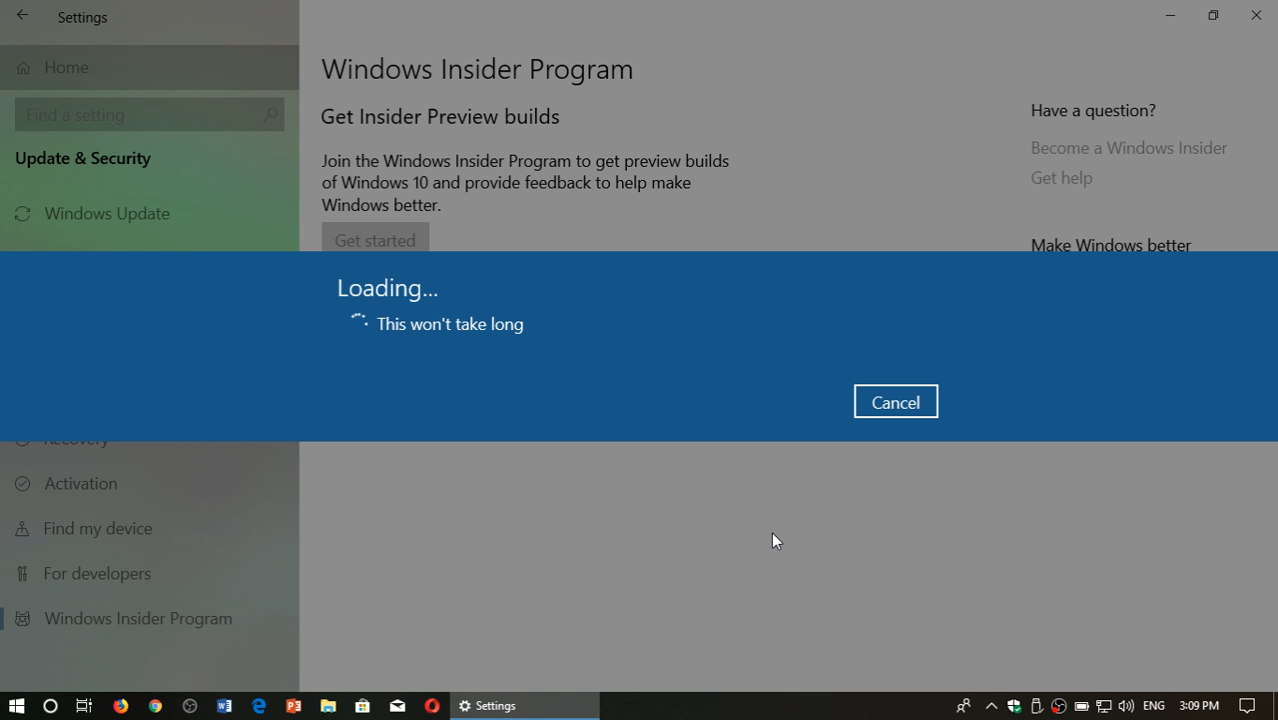 Settings
Home
Find a setting
Update & Security
Windows Update
Recovery
Activation
Find my device
For developers
Windows Insider Program
Windows Insider Program
Get Insider Preview builds
Join the Windows Insider Program to get preview builds
of Windows 10 and provide feedback to help make
Windows better.
Get started
Have a question?
Become a Windows Insider
Get help
Make Windows better
Loading...
This won't take long
Cancel
Settings
ENG
3:09 PM